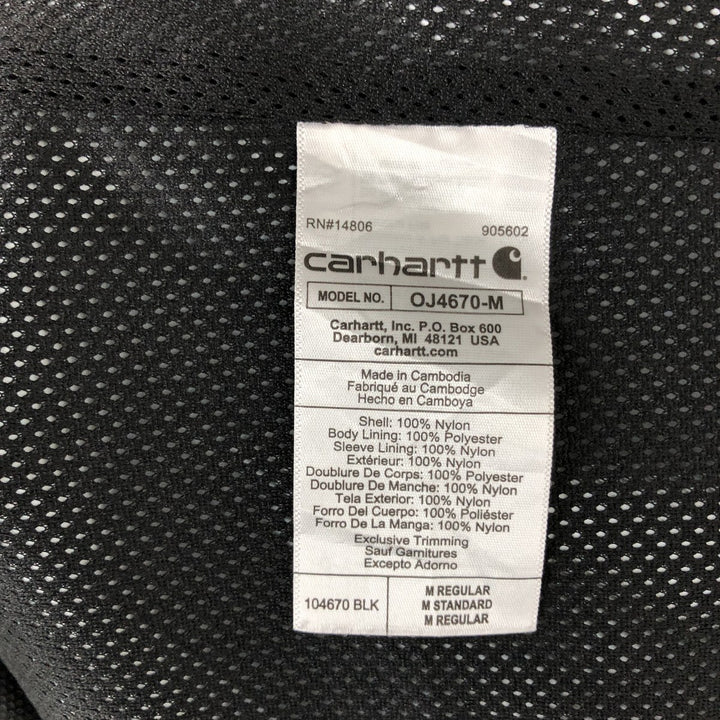 RN#14806 905602
carhartt
MODEL NO. OJ4670-M
Carhartt, Inc. P.O. Box 600
Dearborn, MI 48121 USA
carhartt.com
Made in Cambodia
Fabriqué au Cambodge
Hecho en Camboya
Shell: 100% Nylon
Body Lining: 100% Polyester
Sleeve Lining: 100% Nylon
Extérieur: 100% Nylon
Doublure De Corps: 100% Polyester
Doublure De Manche: 100% Nylon
Tela Exterior: 100% Nylon
Forro Del Cuerpo: 100% Poliéster
Forro De La Manga: 100% Nylon
Exclusive Trimming
Sauf Garnitures
Excepto Adorno
M REGULAR
104670 BLK M STANDARD
M REGULAR